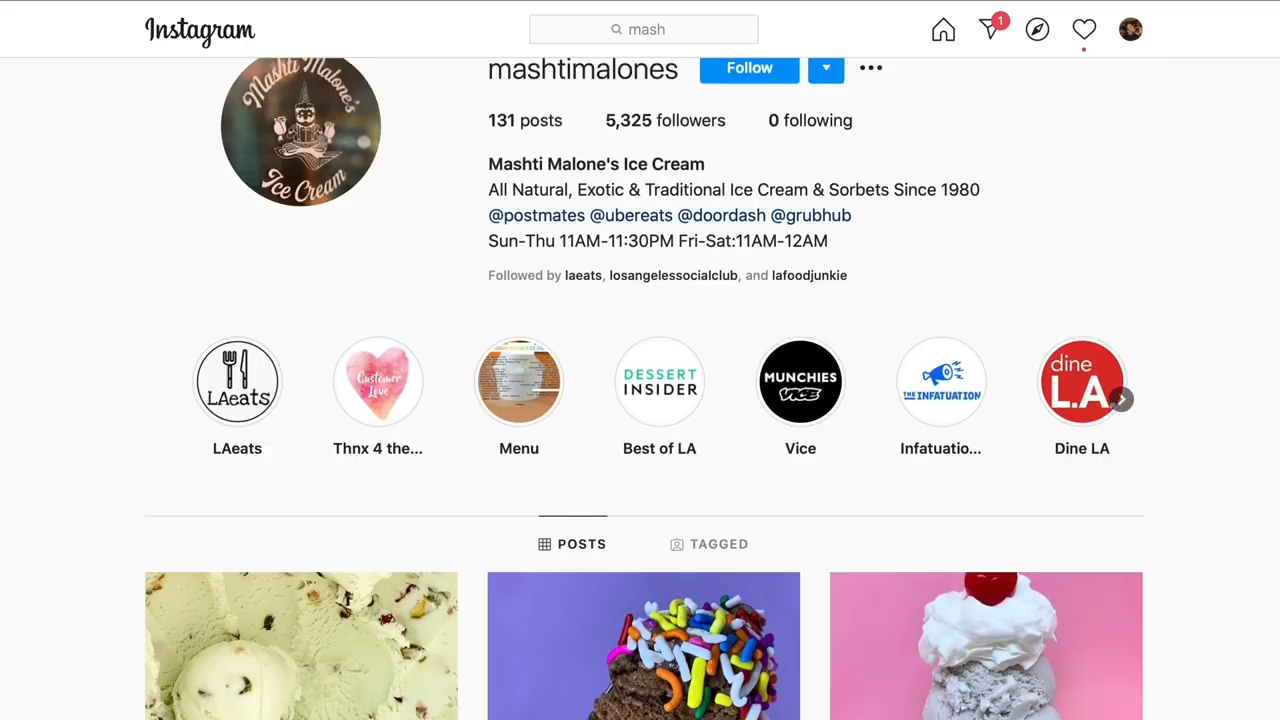 Instagram
mash
1
mashtimalones
Follow
131 posts
5,325 followers
0 following
Mashti Malone's Ice Cream
All Natural, Exotic & Traditional Ice Cream & Sorbets Since 1980
@postmates @ubereats @doordash @grubhub
Sun-Thu 11AM-11:30PM Fri-Sat:11AM-12AM
Followed by laeats, losangelessocialclub, and lafoodjunkie
Mashti Malone's
Ice Cream
LAeats
Customer
Love
DESSERT
INSIDER
MUNCHIES
VICE
THE INFATUATION
dine
L.A.
LAeats
Thnx 4 the...
Menu
Best of LA
Vice
Infatuatio...
Dine LA
POSTS
TAGGED